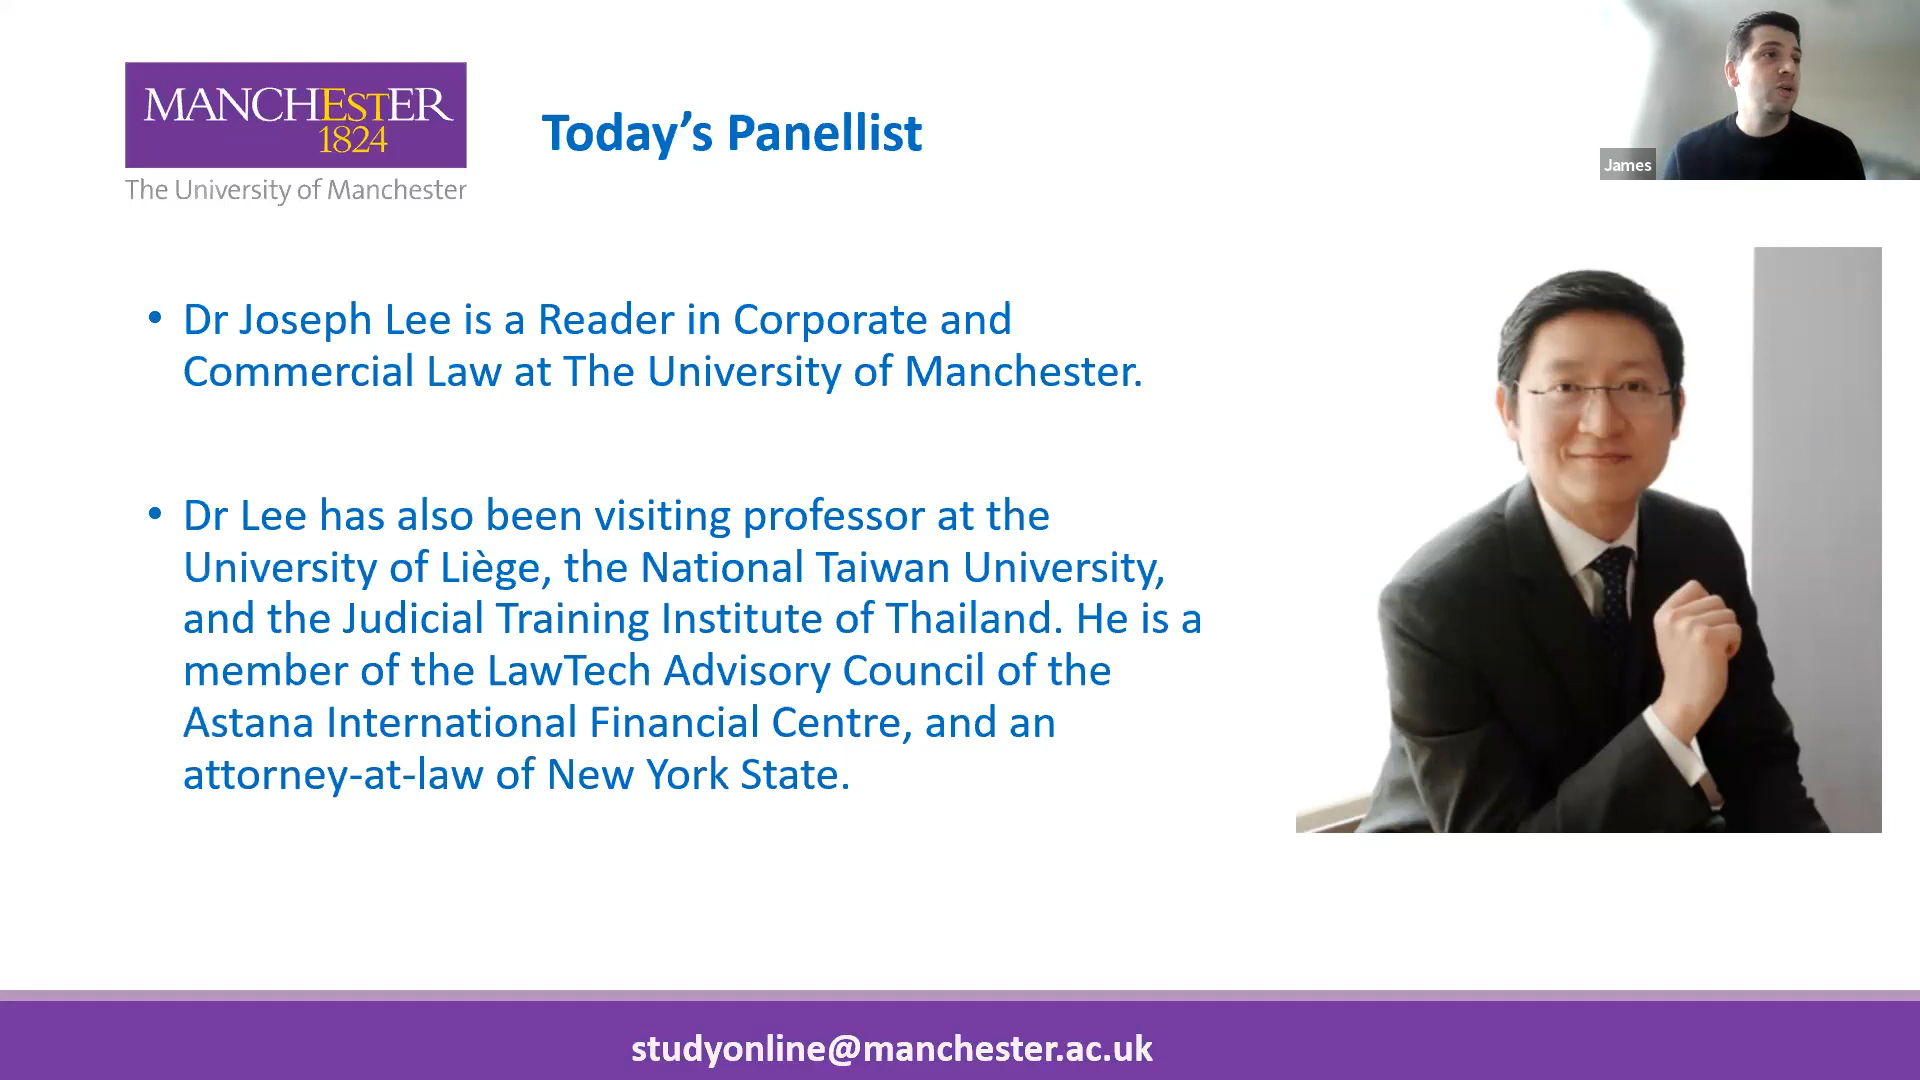 MANCHEstER
1824
The University of Manchester
Today’s Panellist
James
• Dr Joseph Lee is a Reader in Corporate and
Commercial Law at The University of Manchester.
• Dr Lee has also been visiting professor at the
University of Liège, the National Taiwan University,
and the Judicial Training Institute of Thailand. He is a
member of the LawTech Advisory Council of the
Astana International Financial Centre, and an
attorney-at-law of New York State.
studyonline@manchester.ac.uk